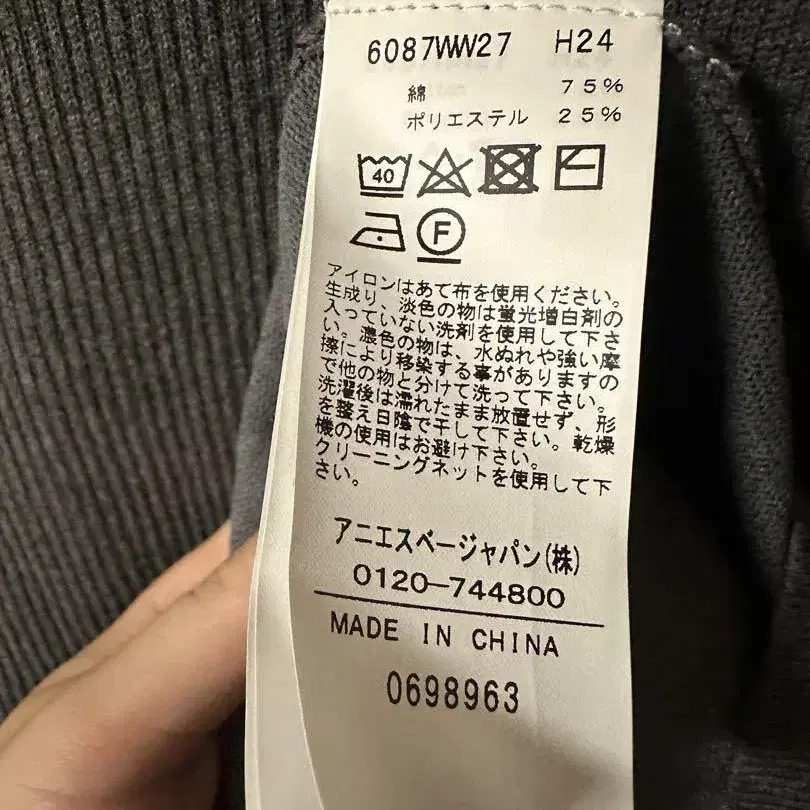 6087WW27 H24
綿 75%
ポリエステル 25%
40
F
アイロンはあて布を使用ください。
生成り、淡色の物は蛍光増白剤の
入っていない洗剤を使用して下さ
い。濃色の物は、水ぬれや強い摩
擦により移染する事がありますの
で他の物と分けて洗って下さい。
洗濯後は濡れたまま放置せず、形
を整え日陰で干して下さい。乾燥
機の使用はお避け下さい。
クリーニングネットを使用して下
さい。
アニエスベージャパン(株)
0120-744800
MADE IN CHINA
0698963